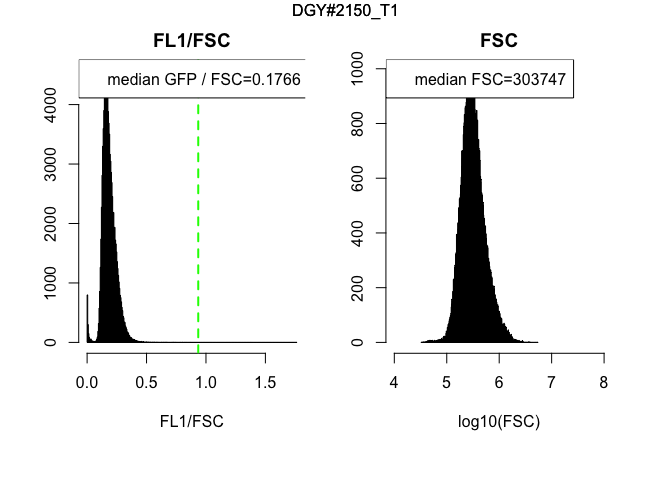 DGY#2150_T1
FL1/FSC
median GFP / FSC=0.1766
0
1000
2000
3000
4000
0.0 0.5 1.0 1.5
FL1/FSC
FSC
median FSC=303747
0
200
400
600
800
1000
4 5 6 7 8
log10(FSC)